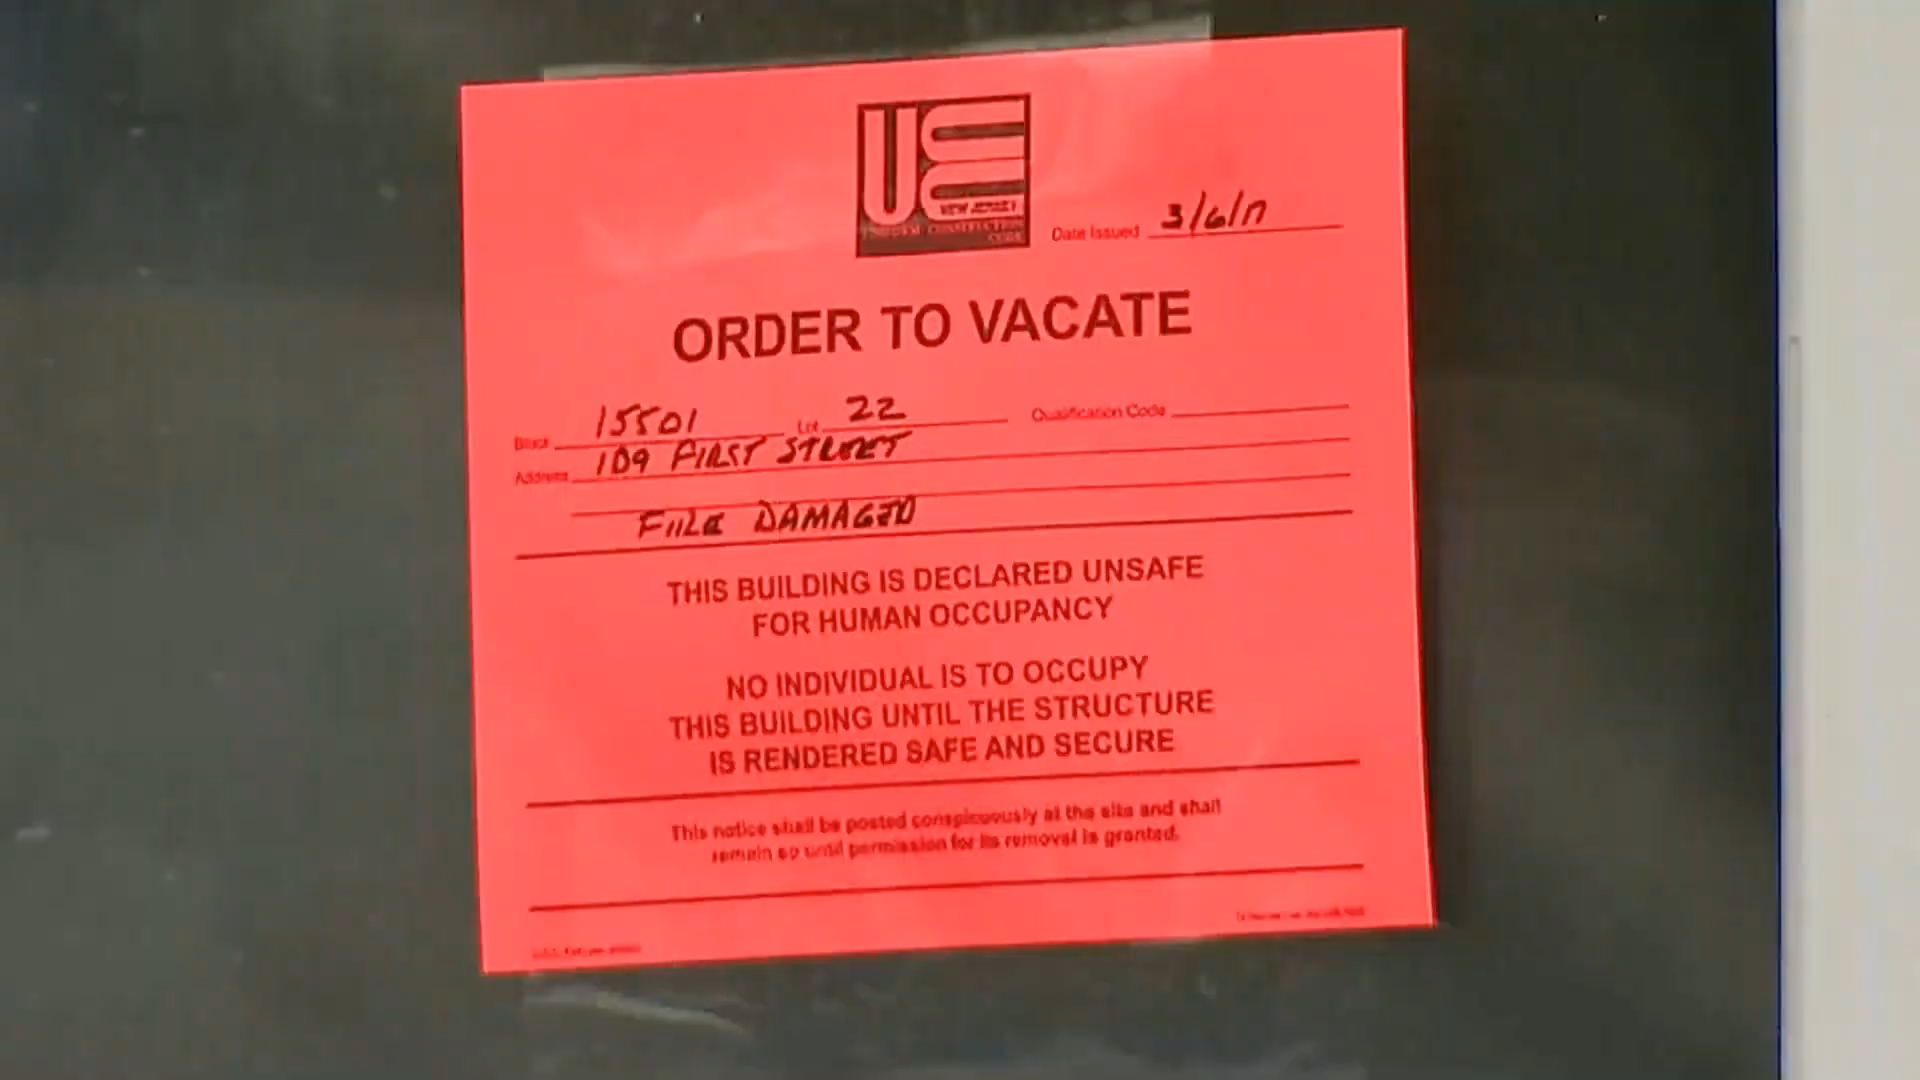 UCC
NEW JERSEY
UNIFORM CONSTRUCTION
CODE
Date Issued 3/6/17
ORDER TO VACATE
Block 15501 Lot 22 Qualification Code
Address 109 FIRST STREET
FIRE DAMAGED
THIS BUILDING IS DECLARED UNSAFE
FOR HUMAN OCCUPANCY
NO INDIVIDUAL IS TO OCCUPY
THIS BUILDING UNTIL THE STRUCTURE
IS RENDERED SAFE AND SECURE
This notice shall be posted conspicuously at the site and shall
remain so until permission for its removal is granted.